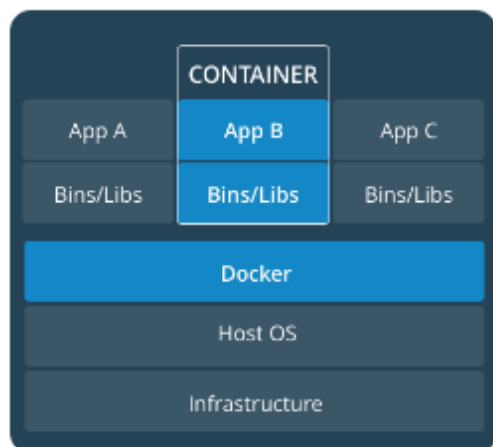 CONTAINER
App A App B App C
Bins/Libs Bins/Libs Bins/Libs
Docker
Host OS
Infrastructure